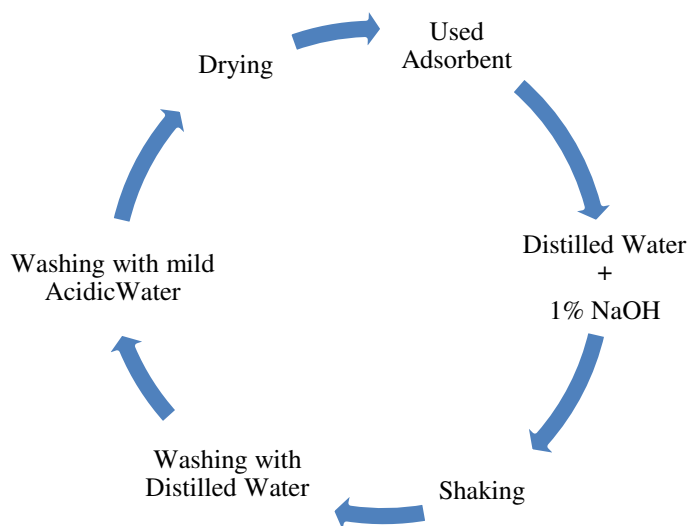 Used
Adsorbent
Distilled Water
+
1% NaOH
Shaking
Washing with
Distilled Water
Washing with mild
AcidicWater
Drying